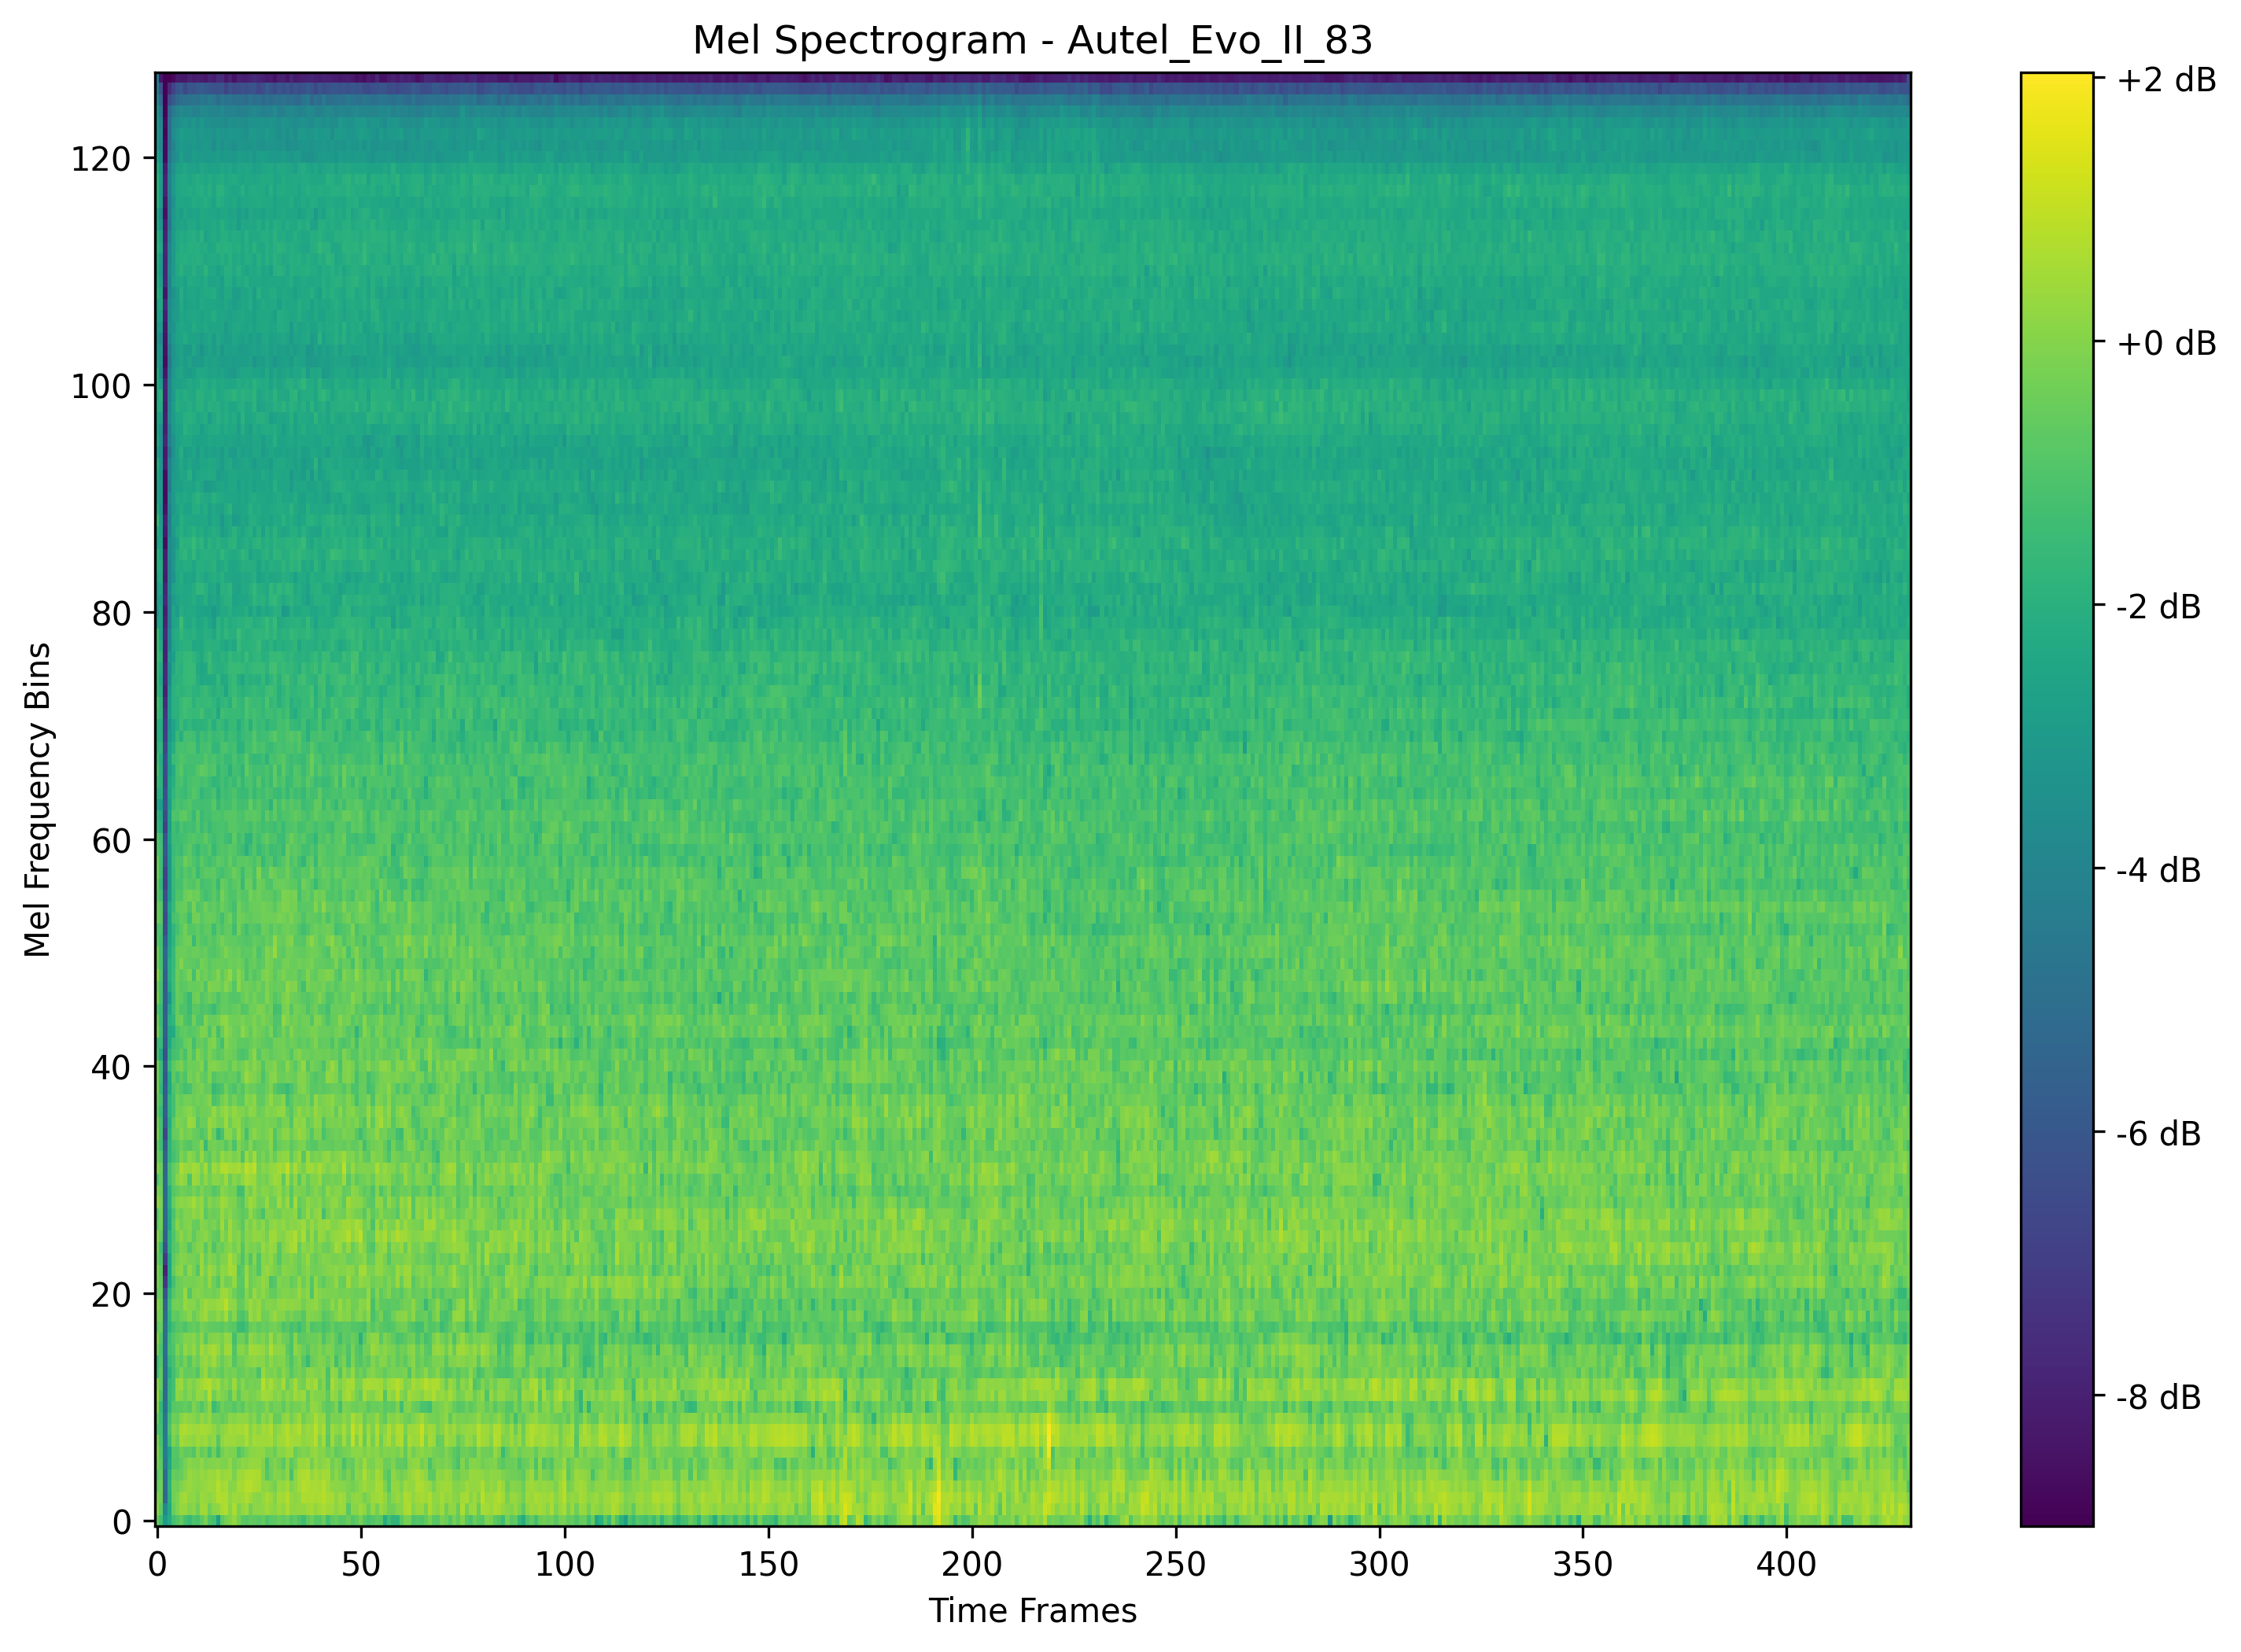 Mel Spectrogram - Autel_Evo_II_83
Mel Frequency Bins
120
100
80
60
40
20
0
0 50 100 150 200 250 300 350 400
Time Frames
+2 dB
+0 dB
-2 dB
-4 dB
-6 dB
-8 dB